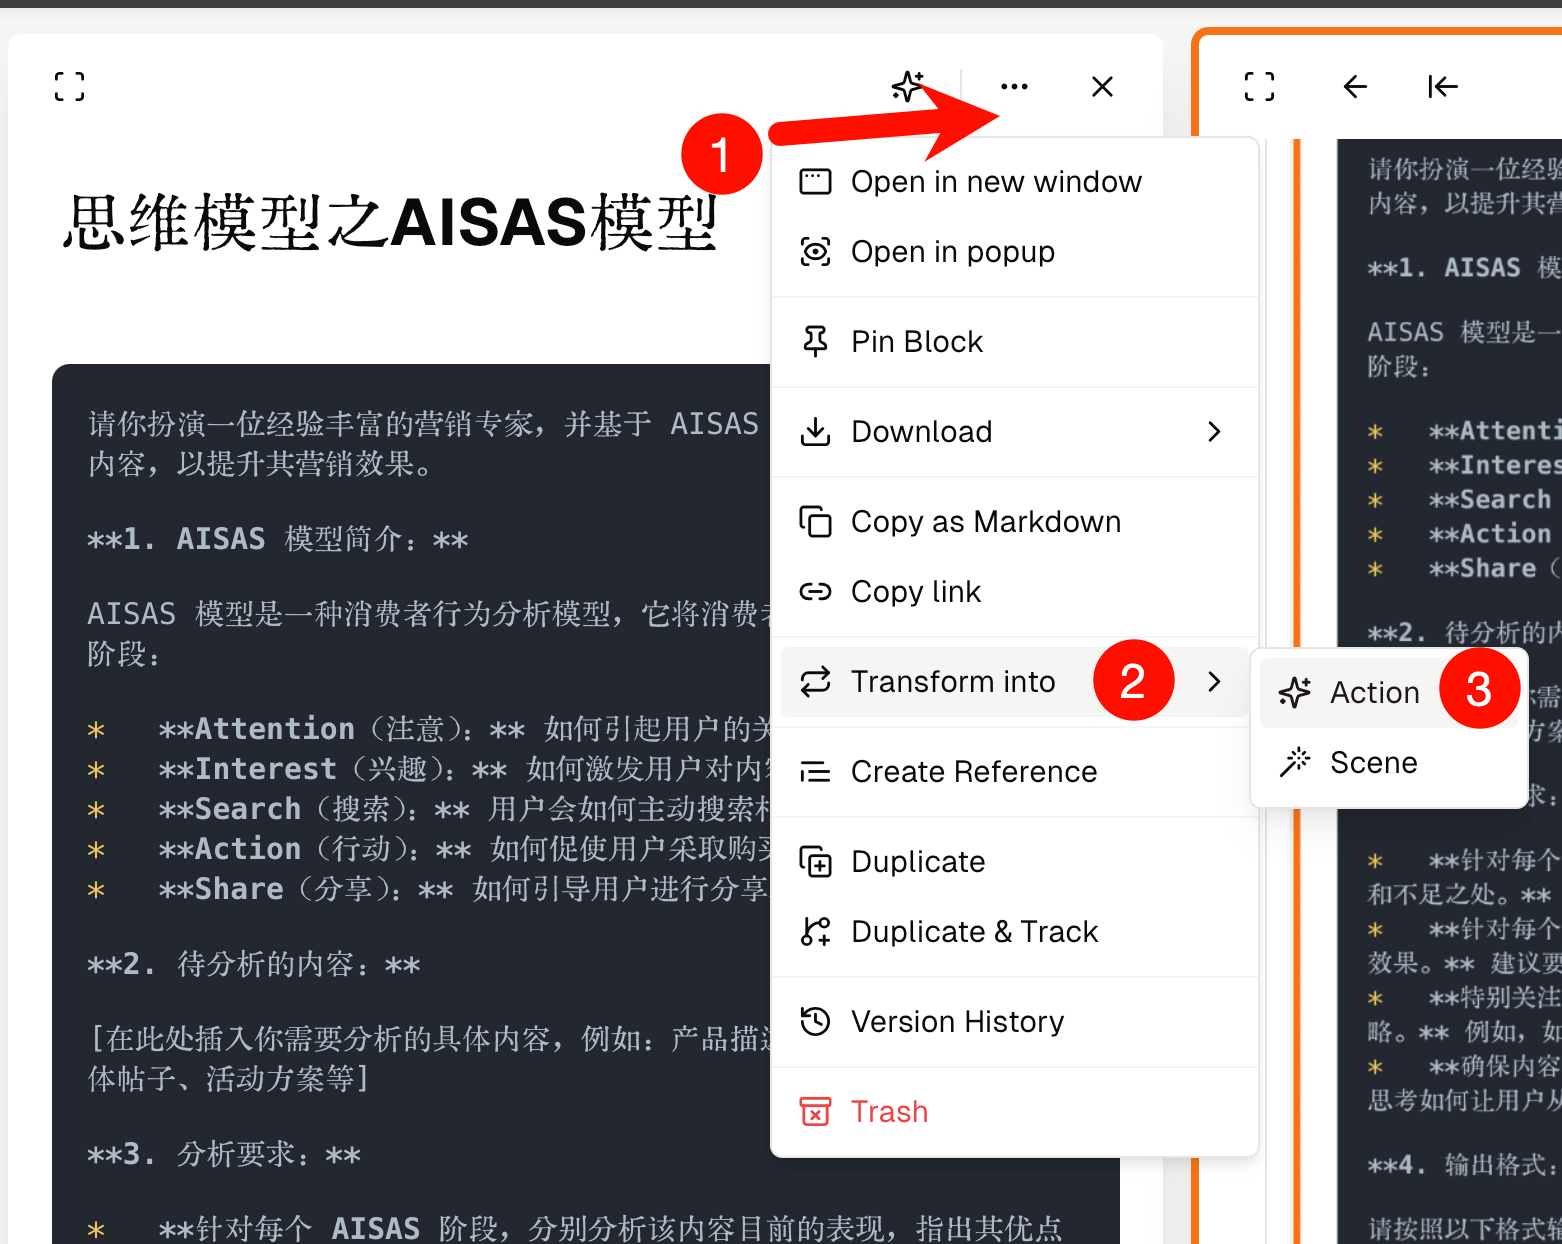 思维模型之AISAS模型
1
请你扮演一位经验丰富的营销专家，并基于 AISAS
内容，以提升其营销效果。
**1. AISAS 模型简介：**
AISAS 模型是一种消费者行为分析模型，它将消费者
阶段：
* **Attention（注意）：** 如何引起用户的关
* **Interest（兴趣）：** 如何激发用户对内容
* **Search（搜索）：** 用户会如何主动搜索相
* **Action（行动）：** 如何促使用户采取购买
* **Share（分享）：** 如何引导用户进行分享
**2. 待分析的内容：**
[在此处插入你需要分析的具体内容，例如：产品描述
体帖子、活动方案等]
**3. 分析要求：**
* **针对每个 AISAS 阶段，分别分析该内容目前的表现，指出其优点
Open in new window
Open in popup
Pin Block
Download
Copy as Markdown
Copy link
Transform into
2
Create Reference
Duplicate
Duplicate & Track
Version History
Trash
Action
3
Scene
请你扮演一位经验
内容，以提升其营
**1. AISAS 模
AISAS 模型是一
阶段：
* **Attenti
* **Interes
* **Search
* **Action
* **Share（
**2. 待分析的内
你需
方案
求：
* **针对每个
和不足之处。**
* **针对每个
效果。** 建议要
* **特别关注
略。** 例如，如
* **确保内容
思考如何让用户从
**4. 输出格式：
请按照以下格式输